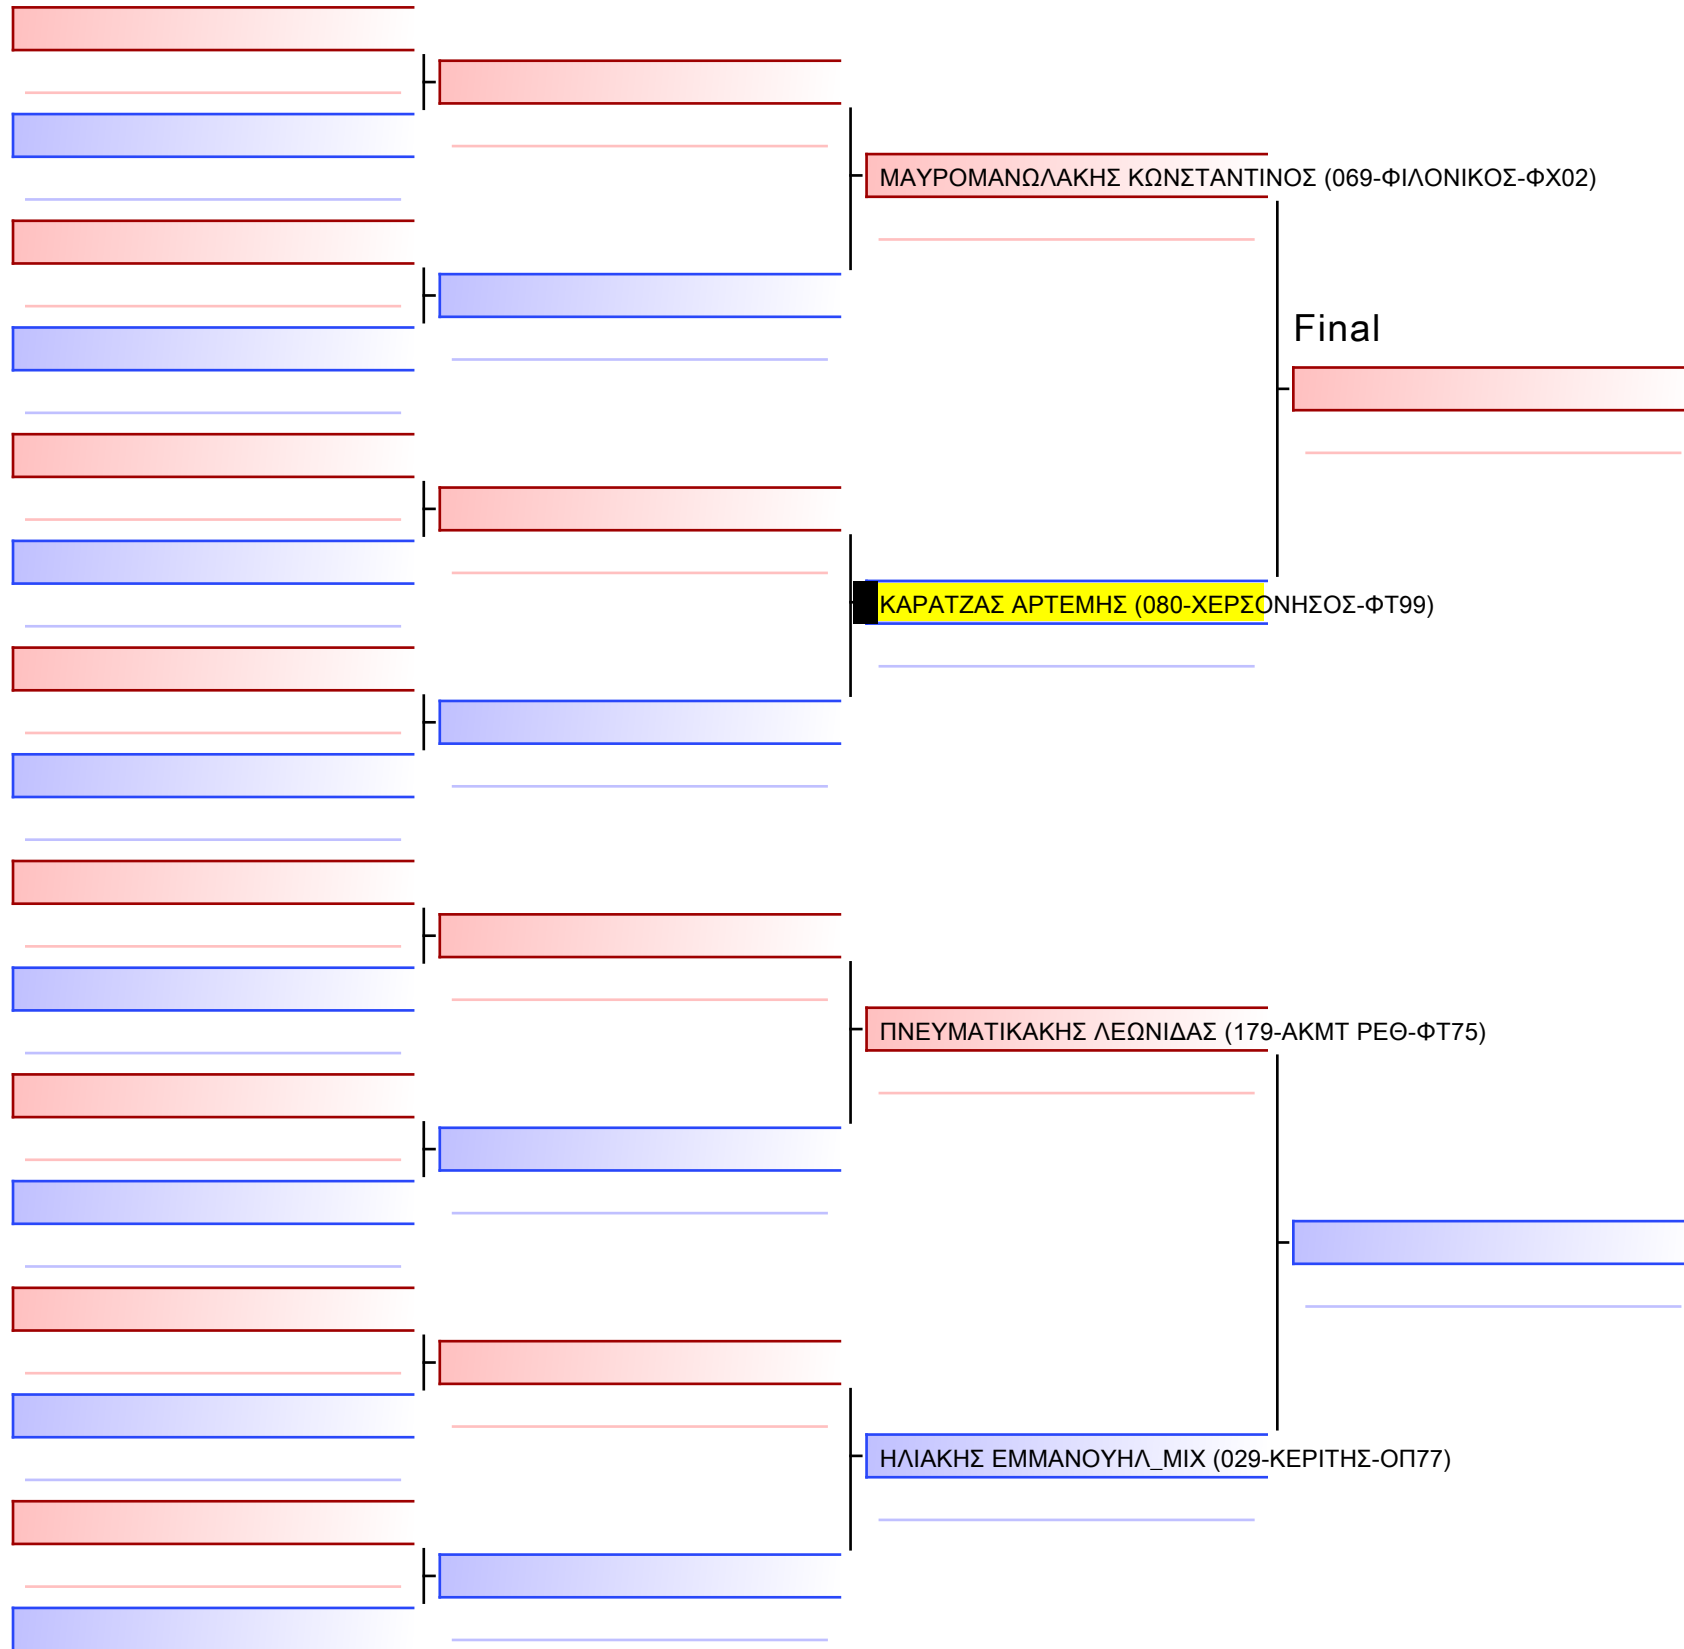 ΜΑΥΡΟΜΑΝΩΛΑΚΗΣ ΚΩΝΣΤΑΝΤΙΝΟΣ (069-ΦΙΛΟΝΙΚΟΣ-ΦΧ02)
Final
ΚΑΡΑΤΖΑΣ ΑΡΤΕΜΗΣ (080-ΧΕΡΣΟΝΗΣΟΣ-ΦΤ99)
ΠΝΕΥΜΑΤΙΚΑΚΗΣ ΛΕΩΝΙΔΑΣ (179-ΑΚΜΤ ΡΕΘ-ΦΤ75)
ΗΛΙΑΚΗΣ ΕΜΜΑΝΟΥΗΛ_ΜΙΧ (029-ΚΕΡΙΤΗΣ-ΟΠ77)